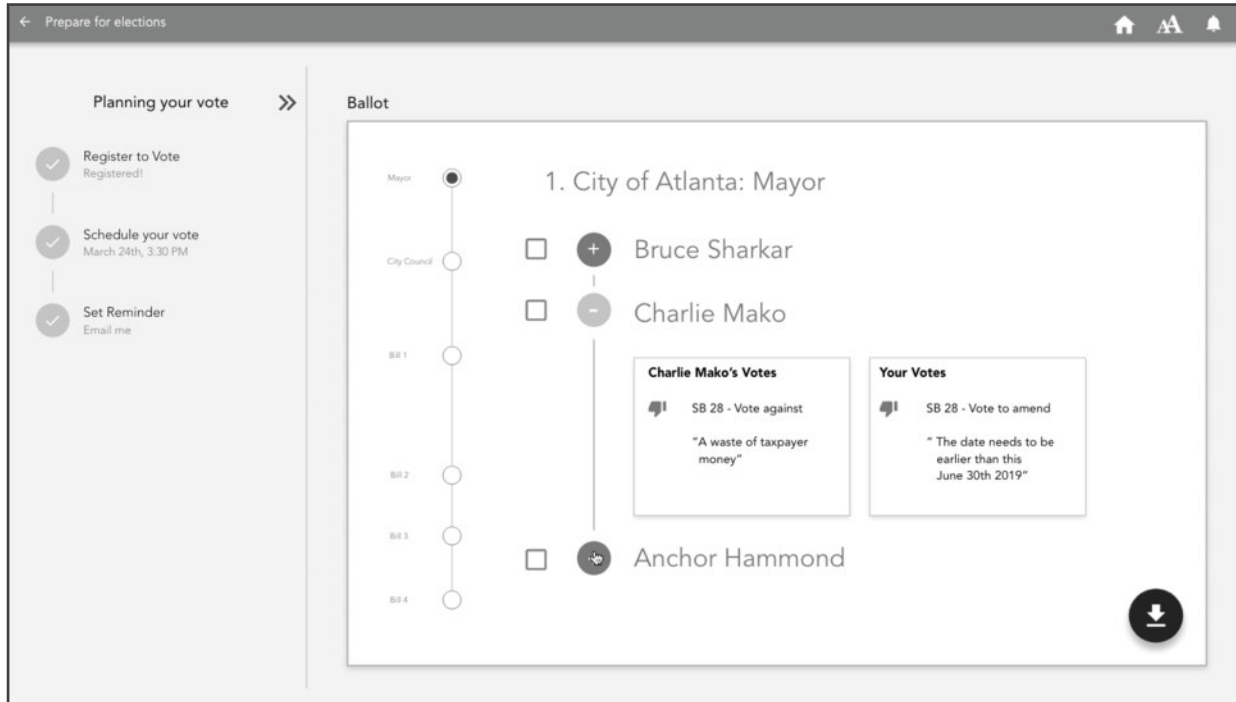 Prepare for elections
AA
Planning your vote
Register to Vote
Registered!
Schedule your vote
March 24th, 3:30 PM
Set Reminder
Email me
Ballot
Mayor
City Council
Bill 1
Bill 2
Bill 3
Bill 4
1. City of Atlanta: Mayor
Bruce Sharkar
Charlie Mako
Charlie Mako's Votes
SB 28 - Vote against
"A waste of taxpayer
money"
Your Votes
SB 28 - Vote to amend
" The date needs to be
earlier than this
June 30th 2019"
Anchor Hammond